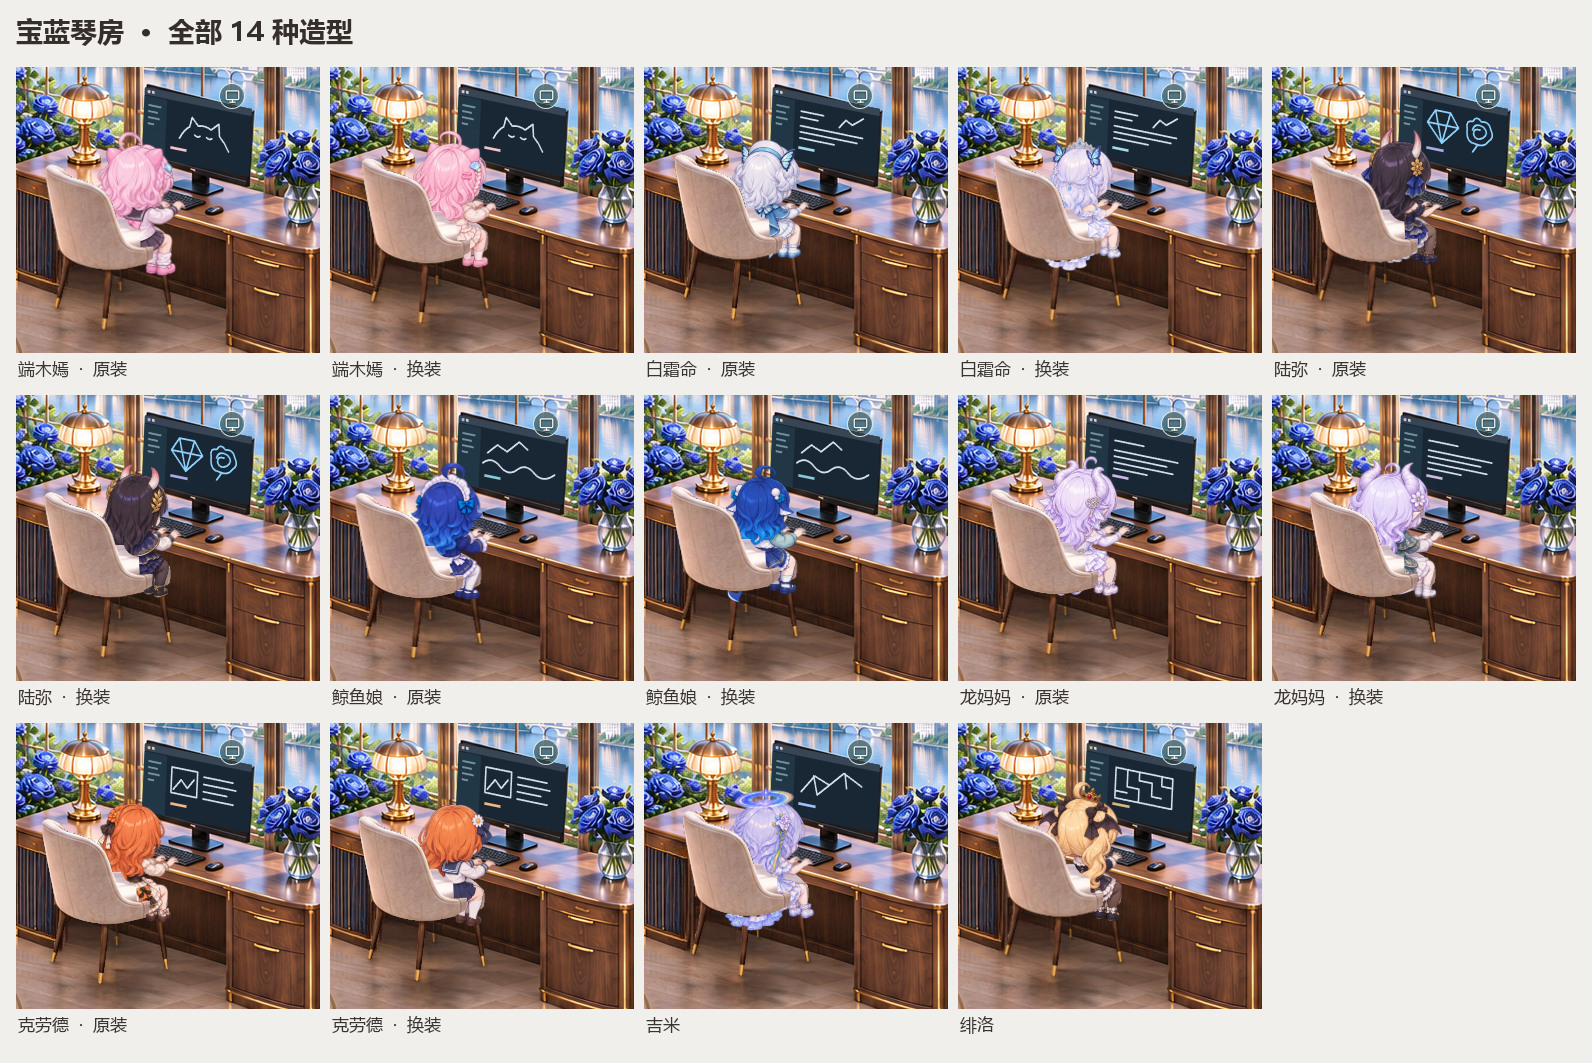 宝蓝琴房 • 全部 14 种造型
端木嫣 · 原装
端木嫣 · 换装
白霜命 · 原装
白霜命 · 换装
陆弥 · 原装
陆弥 · 换装
鲸鱼娘 · 原装
鲸鱼娘 · 换装
龙妈妈 · 原装
龙妈妈 · 换装
克劳德 · 原装
克劳德 · 换装
吉米
绯洛